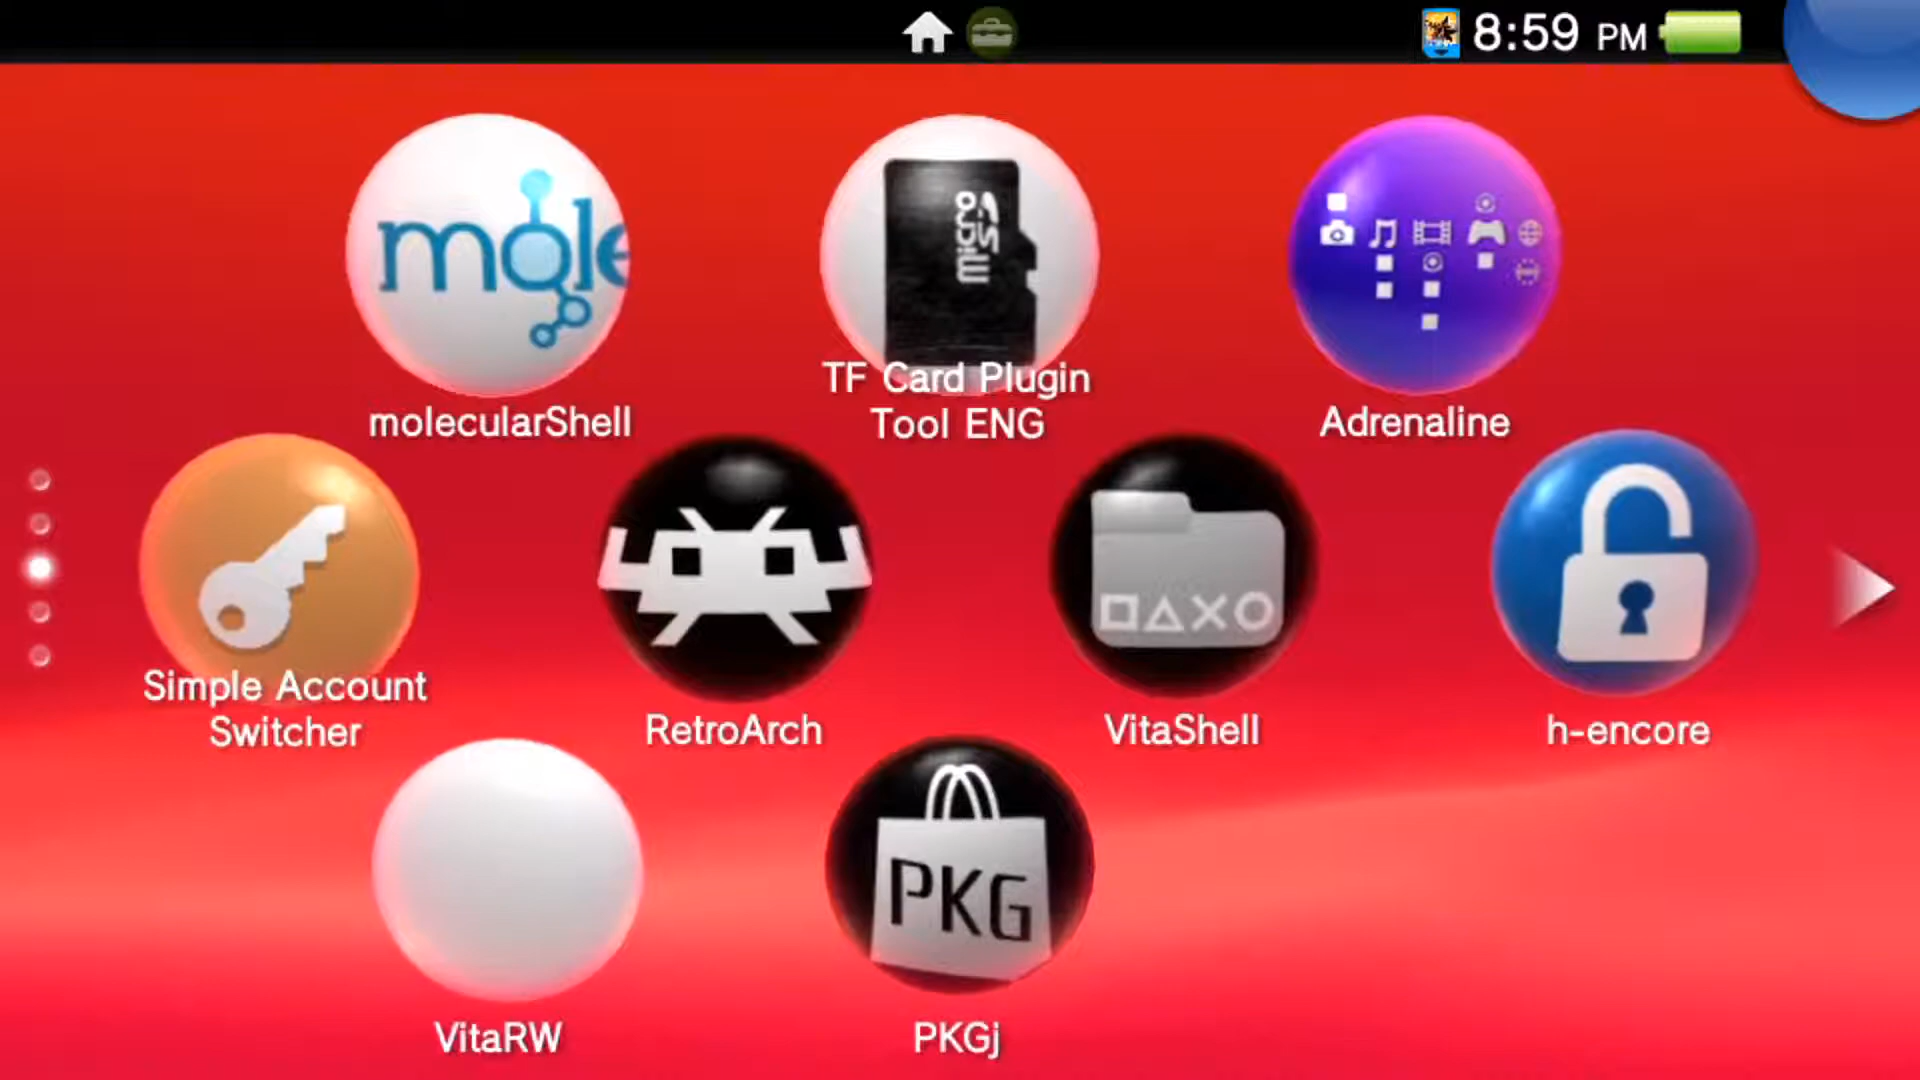 8:59 PM
mole
micro
molecularShell
TF Card Plugin
Tool ENG
Adrenaline
Simple Account
Switcher
RetroArch
VitaShell
h-encore
PKG
VitaRW
PKGj